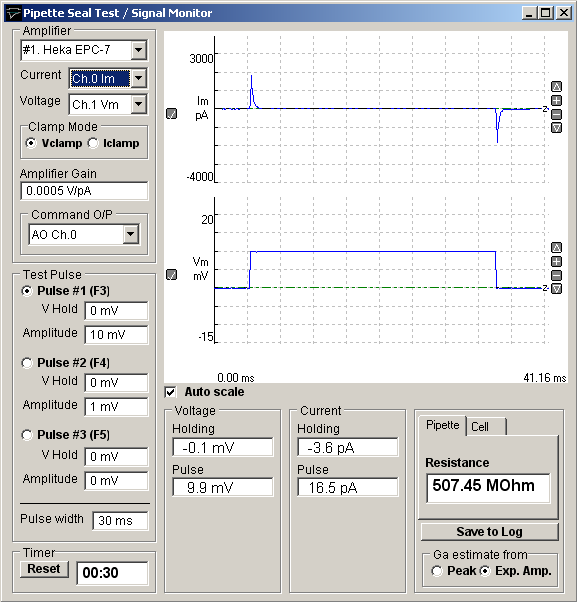 Pipette Seal Test / Signal Monitor
Amplifier
#1. Heka EPC-7
Current Ch.0 Im
Voltage Ch.1 Vm
Clamp Mode
Vclamp Iclamp
Amplifier Gain
0.0005 V/pA
Command O/P
AO Ch.0
Test Pulse
Pulse #1 (F3)
V Hold 0 mV
Amplitude 10 mV
Pulse #2 (F4)
V Hold 0 mV
Amplitude 1 mV
Pulse #3 (F5)
V Hold 0 mV
Amplitude 0 mV
Pulse width 30 ms
Timer
Reset 00:30
3000
Im
pA
-4000
z-
20
Vm
mV
-15
z-
0.00 ms 41.16 ms
Auto scale
Voltage
Holding
-0.1 mV
Pulse
9.9 mV
Current
Holding
-3.6 pA
Pulse
16.5 pA
Pipette Cell
Resistance
507.45 MOhm
Save to Log
Ga estimate from
Peak Exp. Amp.